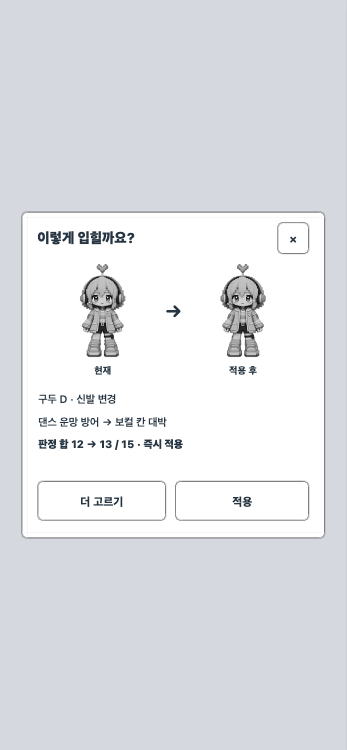 이렇게 입힐까요?
×
→
현재
적용 후
구두 D · 신발 변경
댄스 운망 방어 → 보컬 칸 대박
판정 합 12 → 13 / 15 · 즉시 적용
더 고르기
적용